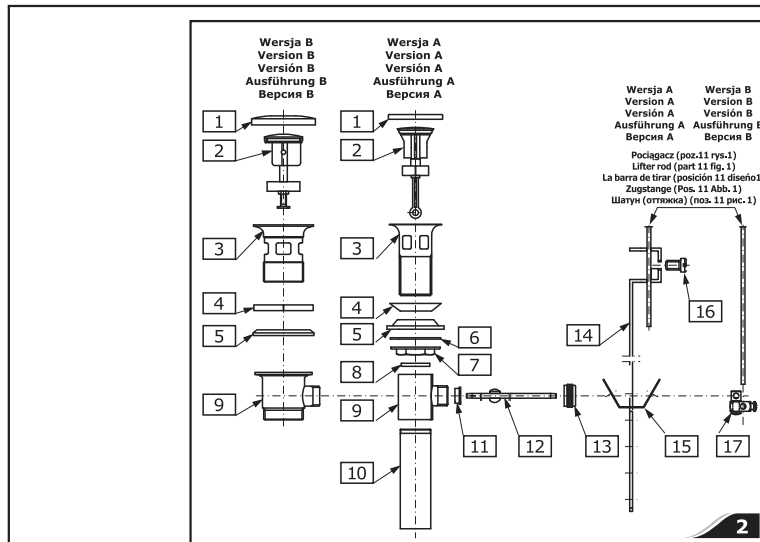 Wersja B
Version B
Versión B
Ausführung B
Версия B
Wersja A
Version A
Versión A
Ausführung A
Версия A
Wersja A
Version A
Versión A
Ausführung A
Версия A
Wersja B
Version B
Versión B
Ausführung B
Версия B
Pociągacz (poz.11 rys.1)
Lifter rod (part 11 fig. 1)
La barra de tirar (posición 11 diseño1
Zugstange (Pos. 11 Abb. 1)
Шатун (оттяжка) (поз. 11 рис. 1)
1
2
3
4
5
9
1
2
3
4
5
6
7
8
9
10
11
12
13
14
15
16
17
2